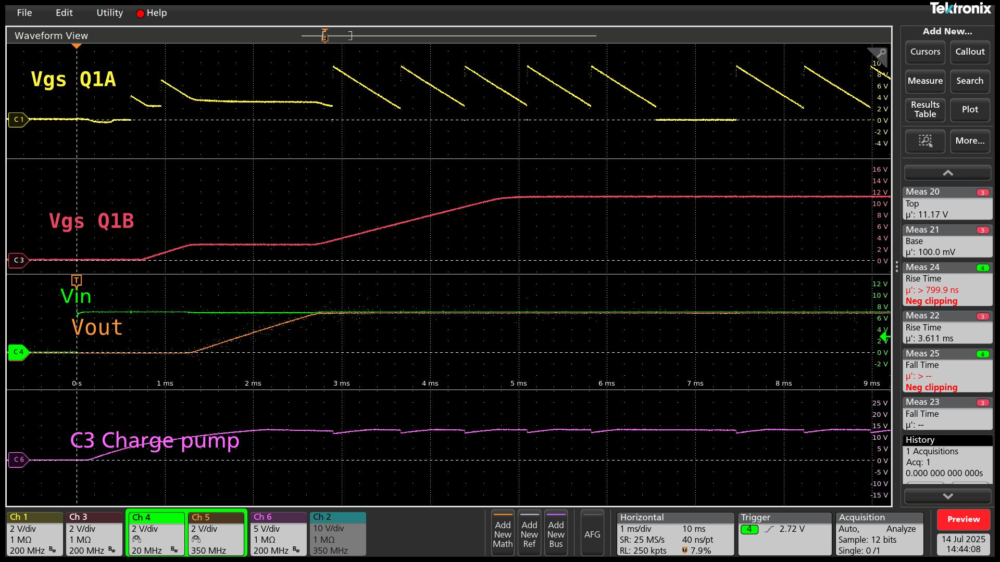 File Edit Utility Help
Tektronix
Waveform View
Add New...
Cursors Callout
Measure Search
Results Table Plot
More...
Vgs Q1A
C 1
10
8 V
6 V
4 V
2 V
0 V
-2 V
-4 V
Vgs Q1B
C 3
16 V
14 V
12 V
10 V
8 V
6 V
4 V
2 V
0 V
T
Vin
Vout
C 4
12 V
10 V
8 V
6 V
4 V
2 V
0 V
-2 V
0 s 1 ms 2 ms 3 ms 4 ms 5 ms 6 ms 7 ms 8 ms 9 ms
C3 Charge pump
C 6
25 V
20 V
15 V
10 V
5 V
0 V
-5 V
-10 V
-15 V
Meas 20 3
Top
µ': 11.17 V
Meas 21 3
Base
µ': 100.0 mV
Meas 24 4
Rise Time
µ': > 799.9 ns
Neg clipping
Meas 22 3
Rise Time
µ': 3.611 ms
Meas 25 4
Fall Time
µ': > --
Neg clipping
Meas 23 3
Fall Time
µ': --
History
1 Acquisitions
Acq: 1
0.000 000 000 000s
Ch 1
2 V/div
1 MΩ
200 MHz Bw
Ch 3
2 V/div
1 MΩ
200 MHz Bw
Ch 4
2 V/div
20 MHz Bw
Ch 5
2 V/div
350 MHz
Ch 6
5 V/div
1 MΩ
200 MHz Bw
Ch 2
10 V/div
1 MΩ
350 MHz
Add New Math
Add New Ref
Add New Bus
AFG
Horizontal
1 ms/div 10 ms
SR: 25 MS/s 40 ns/pt
RL: 250 kpts T 7.9%
Trigger
4 2.72 V
Acquisition
Auto, Analyze
Sample: 12 bits
Single: 0 /1
Preview
14 Jul 2025
14:44:08